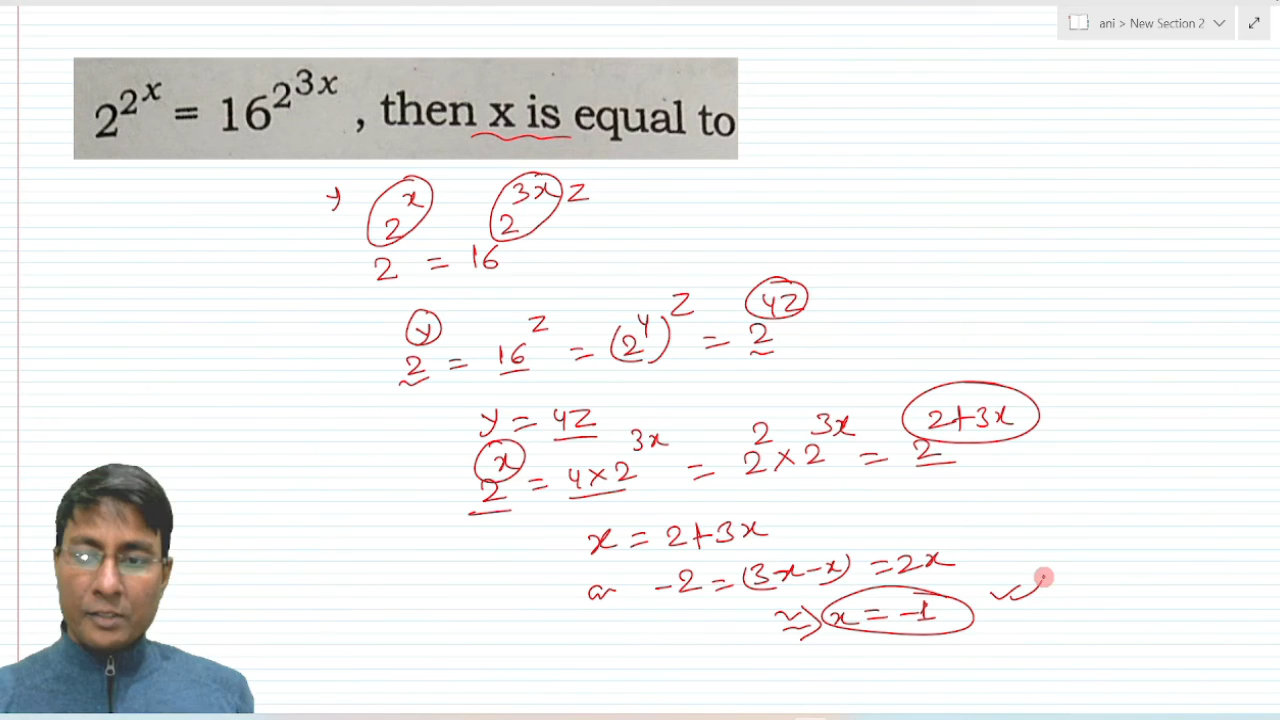 ani > New Section 2
2^{2^x} = 16^{2^{3x}} , then x is equal to
y 2^{2^x} = 16^{2^{3x}} z
2^y = 16^z = (2^4)^z = 2^{4z}
y = 4z
2^x = 4×2^{3x} = 2^2×2^{3x} = 2^{2+3x}
x = 2+3x
or -2 = (3x-x) = 2x
⇒ x = -1